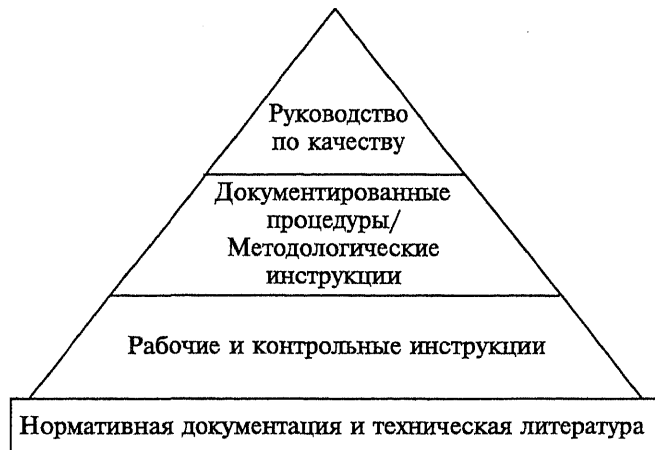 Руководство
по качеству
Документированные
процедуры/
Методологические
инструкции
Рабочие и контрольные инструкции
Нормативная документация и техническая литература